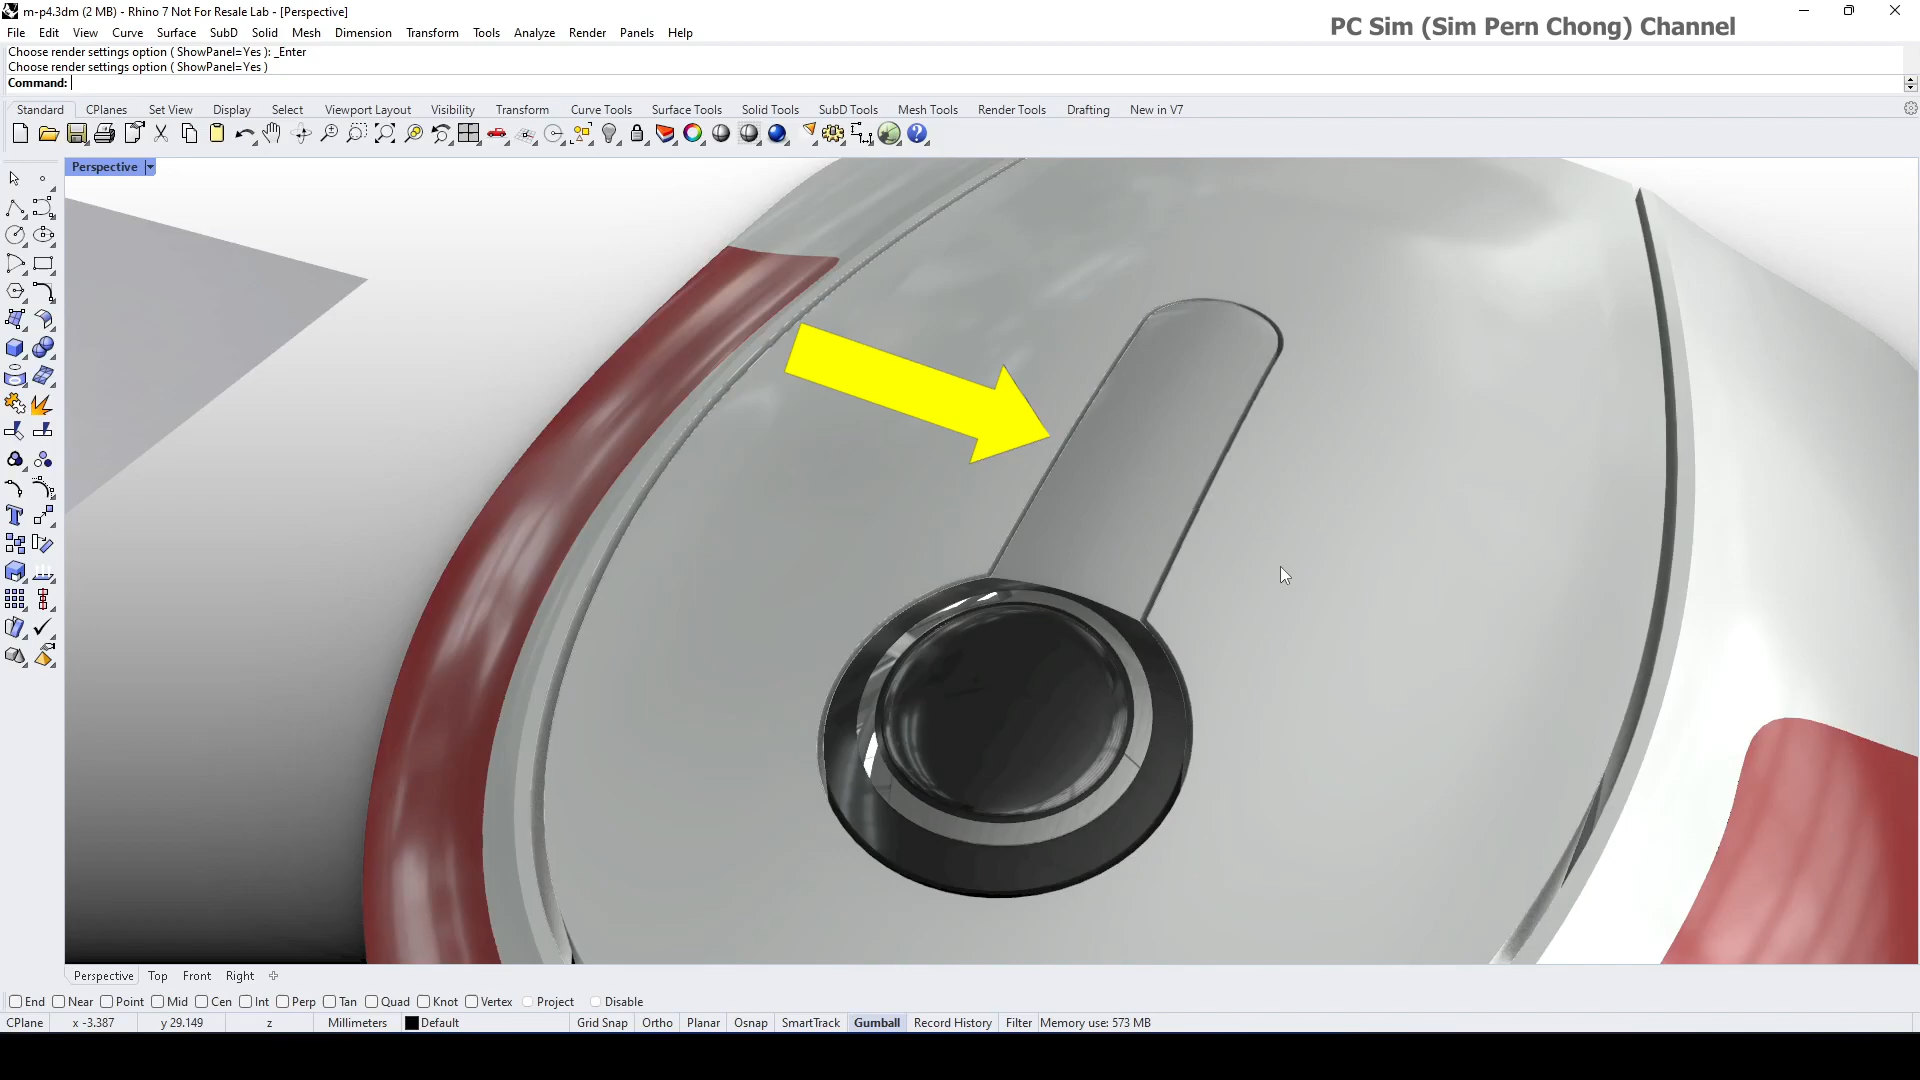 m-p4.3dm (2 MB) - Rhino 7 Not For Resale Lab - [Perspective]
PC Sim (Sim Pern Chong) Channel
File Edit View Curve Surface SubD Solid Mesh Dimension Transform Tools Analyze Render Panels Help
Choose render settings option ( ShowPanel=Yes ): _Enter
Choose render settings option ( ShowPanel=Yes )
Command:
Standard CPlanes Set View Display Select Viewport Layout Visibility Transform Curve Tools Surface Tools Solid Tools SubD Tools Mesh Tools Render Tools Drafting New in V7
Perspective
Perspective Top Front Right
End Near Point Mid Cen Int Perp Tan Quad Knot Vertex Project Disable
CPlane x -3.387 y 29.149 z Millimeters Default Grid Snap Ortho Planar Osnap SmartTrack Gumball Record History Filter Memory use: 573 MB